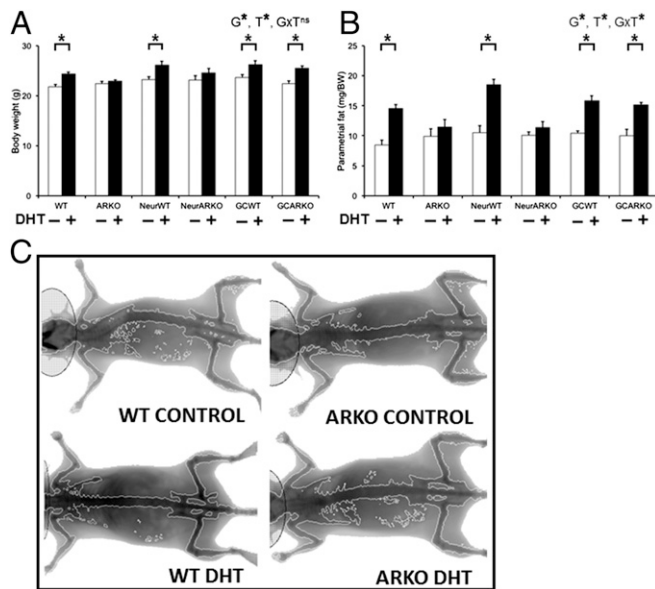 A
G*, T*, GxTns
Body weight (g)
30
20
10
0
* * * *
WT ARKO NeurWT NeurARKO GCWT GCARKO
DHT − + − + − + − + − + − +
B
G*, T*, GxT*
Parametrial fat (mg/BW)
25
20
15
10
5
0
* * * *
WT ARKO NeurWT NeurARKO GCWT GCARKO
DHT − + − + − + − + − + − +
C
WT CONTROL
ARKO CONTROL
WT DHT
ARKO DHT